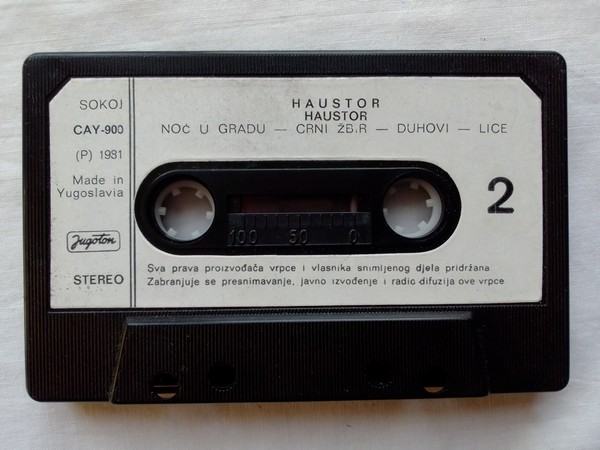 SOKOJ
CAY-900
(P) 1981
Made in
Yugoslavia
Jugoton
STEREO
HAUSTOR
HAUSTOR
NOĆ U GRADU — CRNI ŽBIR — DUHOVI — LICE
2
100 50 0
Sva prava proizvođača vrpce i vlasnika snimljenog djela pridržana
Zabranjuje se presnimavanje, javno izvođenje i radio difuzija ove vrpce